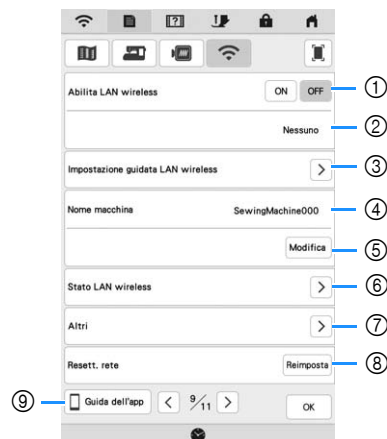 Abilita LAN wireless ON OFF ①
Nessuno ②
Impostazione guidata LAN wireless > ③
Nome macchina SewingMachine000 ④
Modifica ⑤
Stato LAN wireless > ⑥
Altri > ⑦
Resett. rete Reimposta ⑧
⑨ Guida dell'app < 9/11 > OK